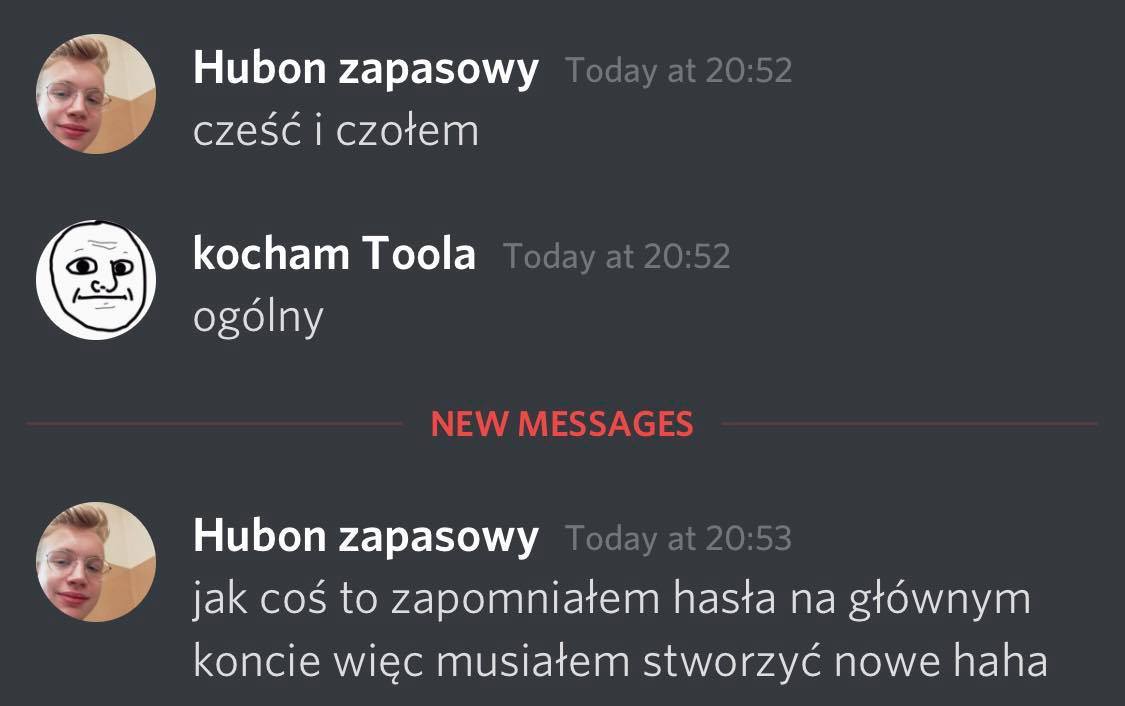 Hubon zapasowy Today at 20:52
cześć i czołem
kocham Toola Today at 20:52
ogólny
NEW MESSAGES
Hubon zapasowy Today at 20:53
jak coś to zapomniałem hasła na głównym
koncie więc musiałem stworzyć nowe haha